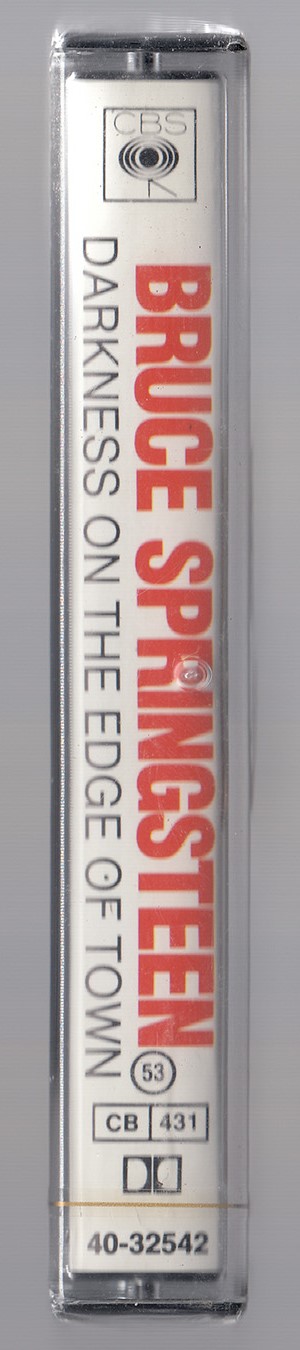 CBS
BRUCE SPRINGSTEEN
DARKNESS ON THE EDGE OF TOWN
53
CB 431
40-32542